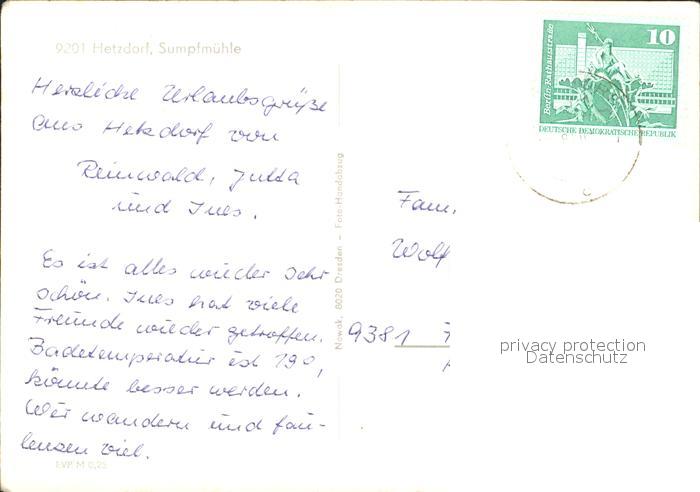 9201 Hetzdorf, Sumpfmühle
Herzliche Urlaubsgrüße
aus Hetzdorf von
Reinwald, Jutta
und Ines.
Es ist alles wieder sehr
schön. Ines hat viele
Freunde wieder getroffen.
Badetemperatur ist 19°,
könnte besser werden.
Wir wandern und fau-
lenzen viel.
EVP M 0,25
Nowak, 8020 Dresden – Foto-Handabzug
10
Berlin-Rathausstraße
DEUTSCHE DEMOKRATISCHE REPUBLIK
Fam.
Wolf
9381
privacy protection
Datenschutz